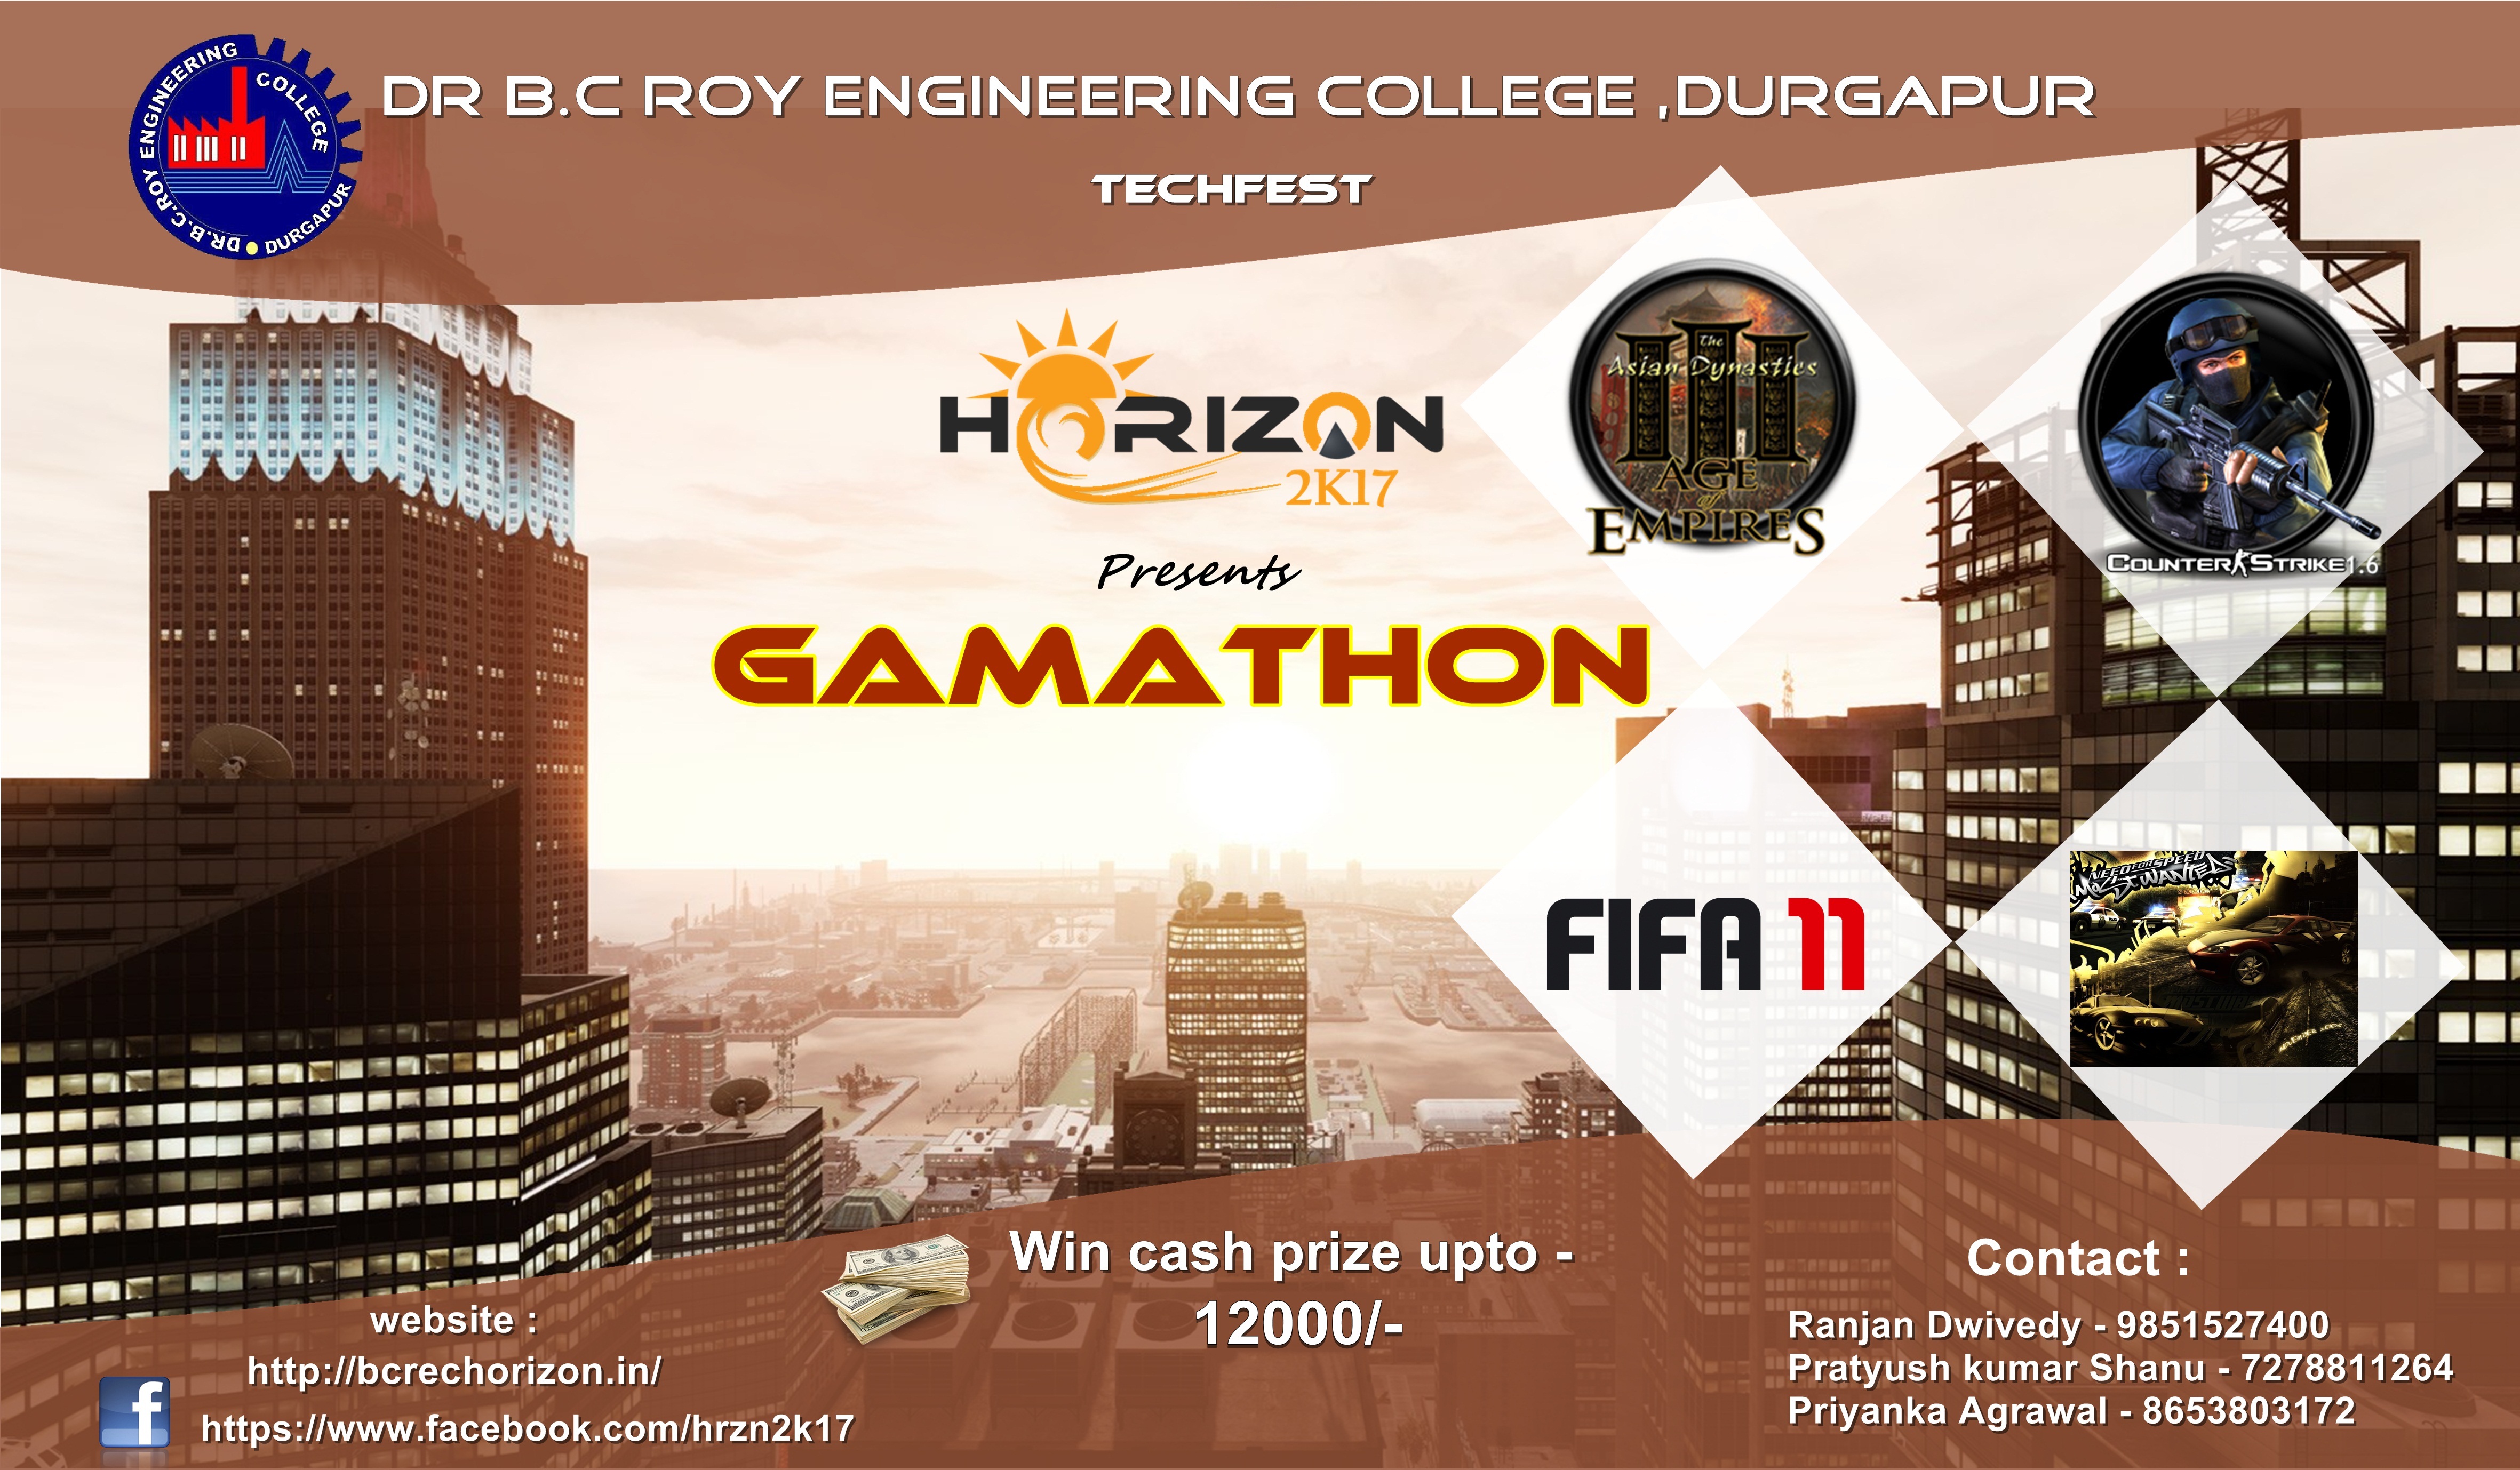 DR.B.C.ROY ENGINEERING COLLEGE DURGAPUR
DR B.C ROY ENGINEERING COLLEGE ,DURGAPUR
TECHFEST
HORIZON
2K17
Presents
GAMATHON
The
Asian Dynastics
III
AGE
of
EMPIRES
COUNTER STRIKE 1.6
FIFA 11
NEED FOR SPEED
MOST WANTED
Win cash prize upto -
12000/-
website :
http://bcrechorizon.in/
f https://www.facebook.com/hrzn2k17
Contact :
Ranjan Dwivedy - 9851527400
Pratyush kumar Shanu - 7278811264
Priyanka Agrawal - 8653803172